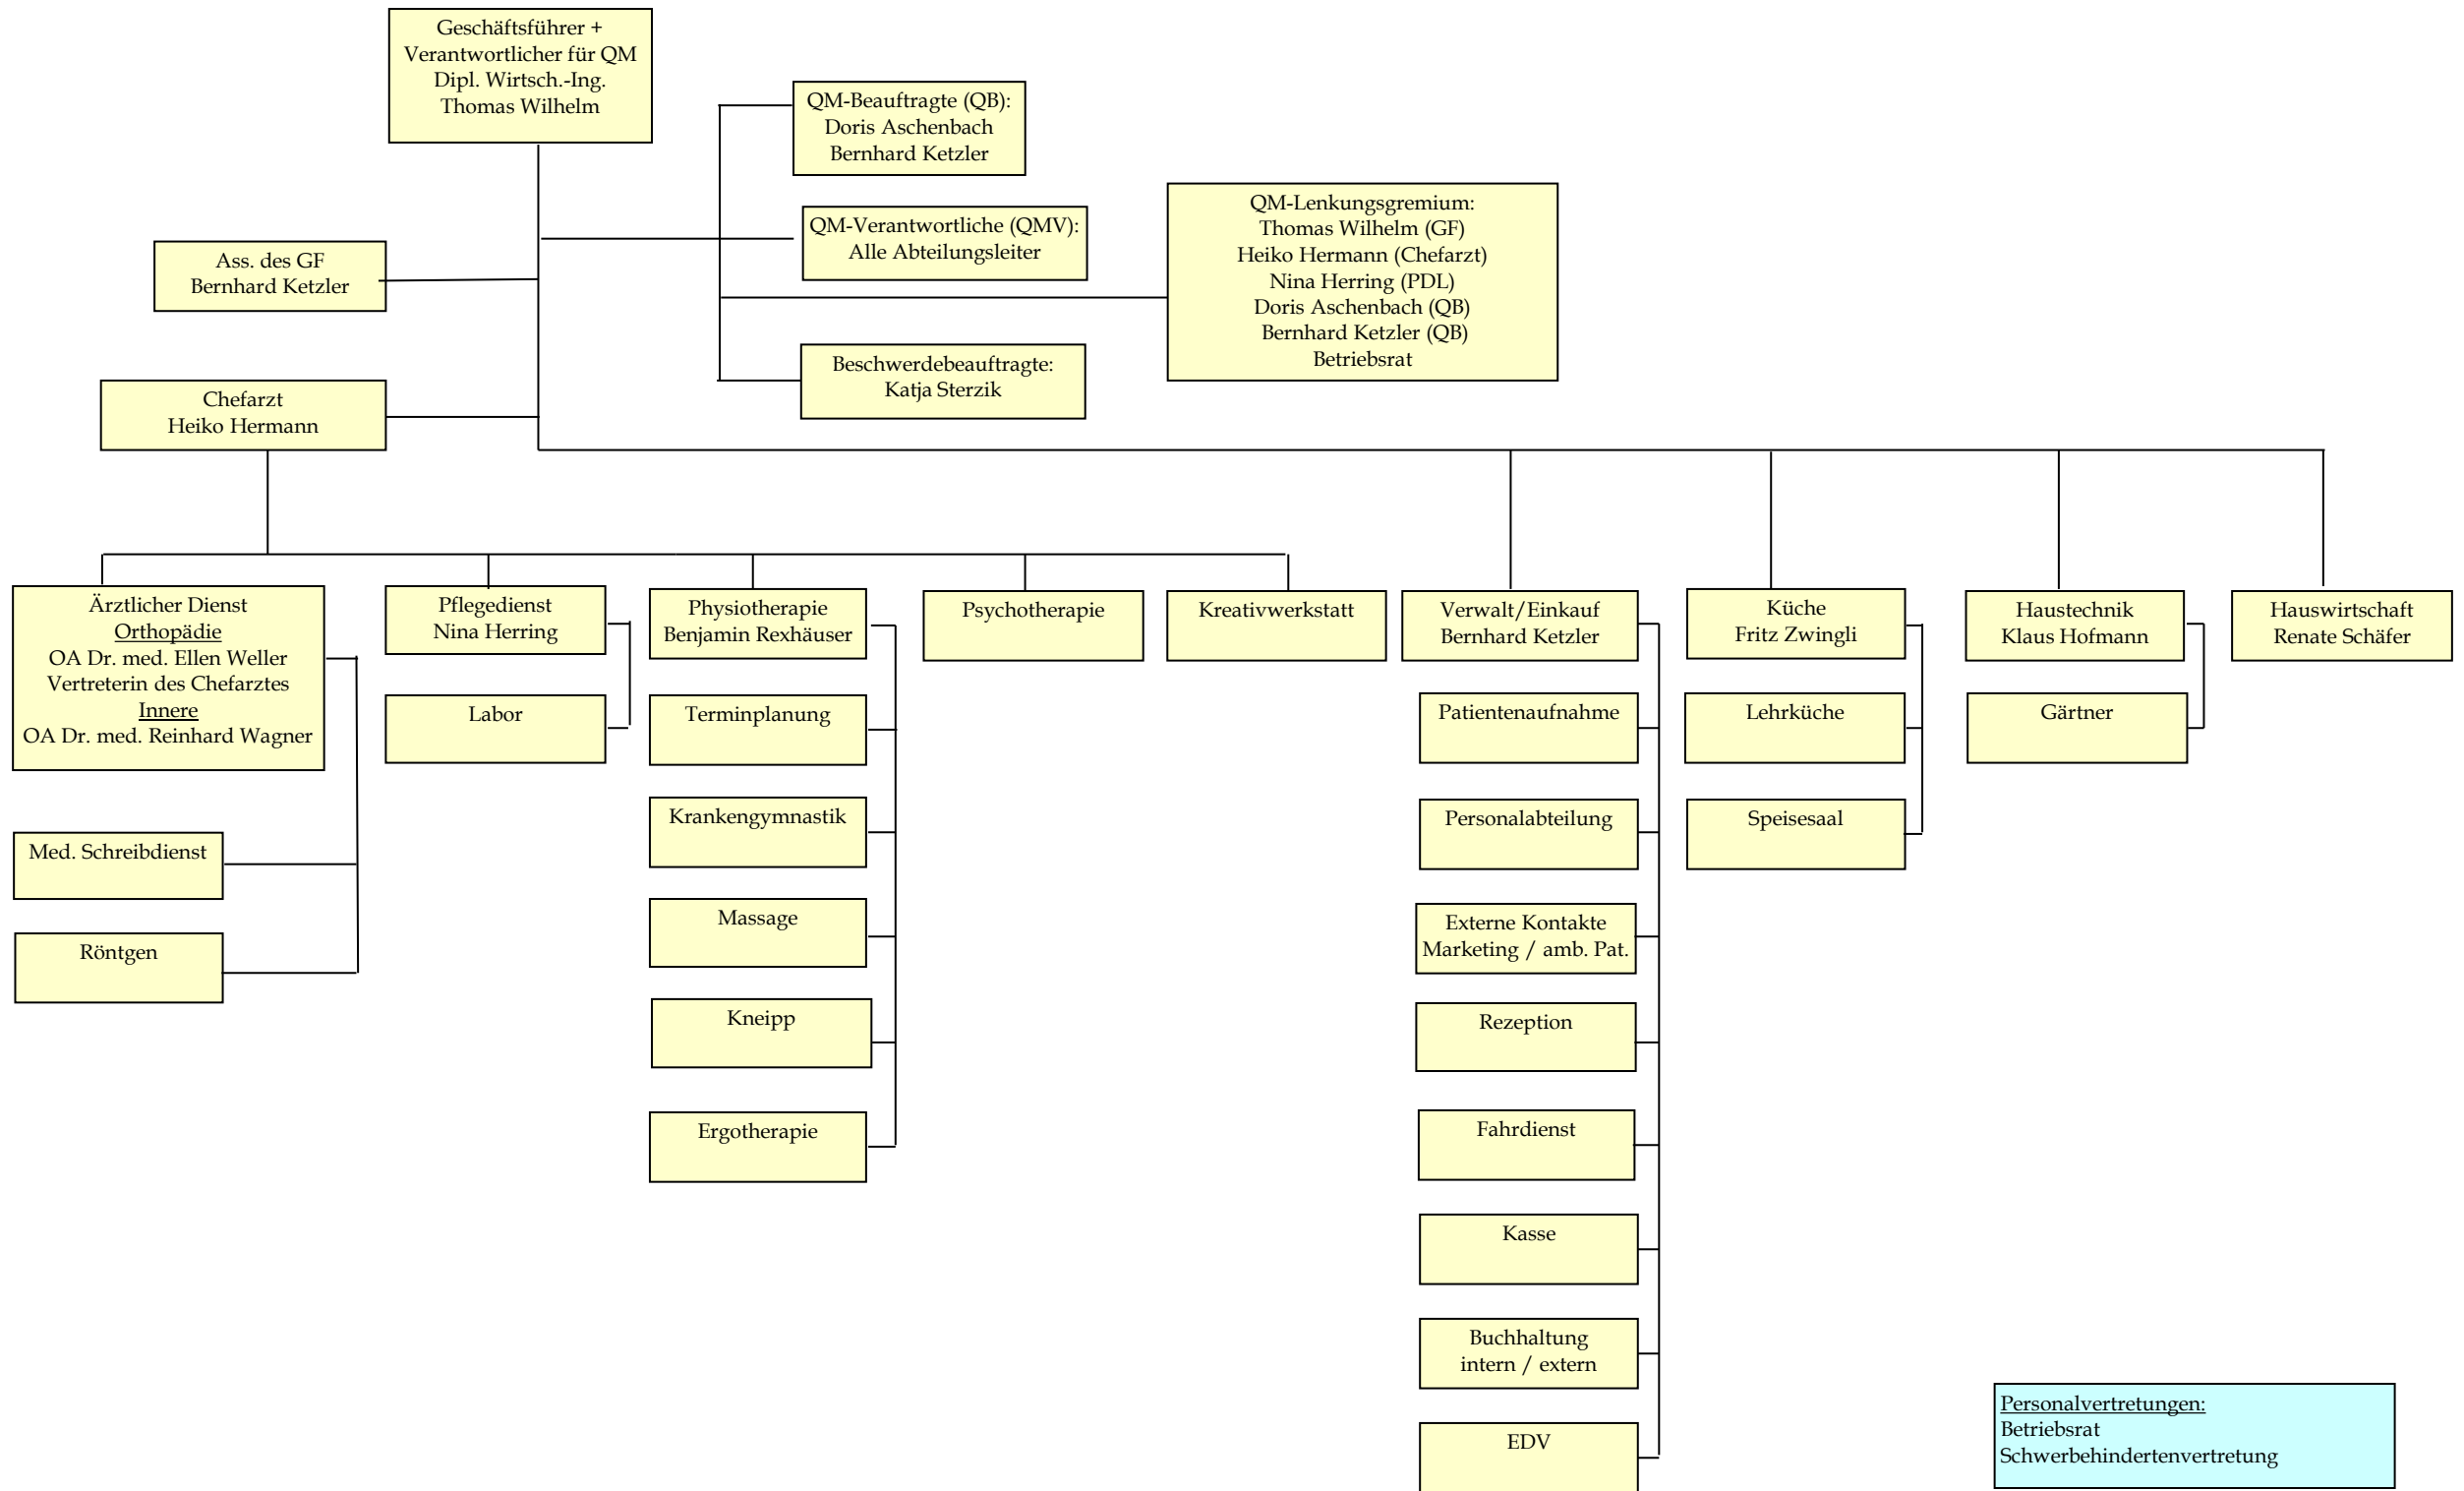 Geschäftsführer +
Verantwortlicher für QM
Dipl. Wirtsch.-Ing.
Thomas Wilhelm
QM-Beauftragte (QB):
Doris Aschenbach
Bernhard Ketzler
QM-Verantwortliche (QMV):
Alle Abteilungsleiter
QM-Lenkungsgremium:
Thomas Wilhelm (GF)
Heiko Hermann (Chefarzt)
Nina Herring (PDL)
Doris Aschenbach (QB)
Bernhard Ketzler (QB)
Betriebsrat
Ass. des GF
Bernhard Ketzler
Beschwerdebeauftragte:
Katja Sterzik
Chefarzt
Heiko Hermann
Ärztlicher Dienst
Orthopädie
OA Dr. med. Ellen Weller
Vertreterin des Chefarztes
Innere
OA Dr. med. Reinhard Wagner
Med. Schreibdienst
Röntgen
Pflegedienst
Nina Herring
Labor
Physiotherapie
Benjamin Rexhäuser
Terminplanung
Krankengymnastik
Massage
Kneipp
Ergotherapie
Psychotherapie
Kreativwerkstatt
Verwalt/Einkauf
Bernhard Ketzler
Patientenaufnahme
Personalabteilung
Externe Kontakte
Marketing / amb. Pat.
Rezeption
Fahrdienst
Kasse
Buchhaltung
intern / extern
EDV
Küche
Fritz Zwingli
Lehrküche
Speisesaal
Haustechnik
Klaus Hofmann
Gärtner
Hauswirtschaft
Renate Schäfer
Personalvertretungen:
Betriebsrat
Schwerbehindertenvertretung